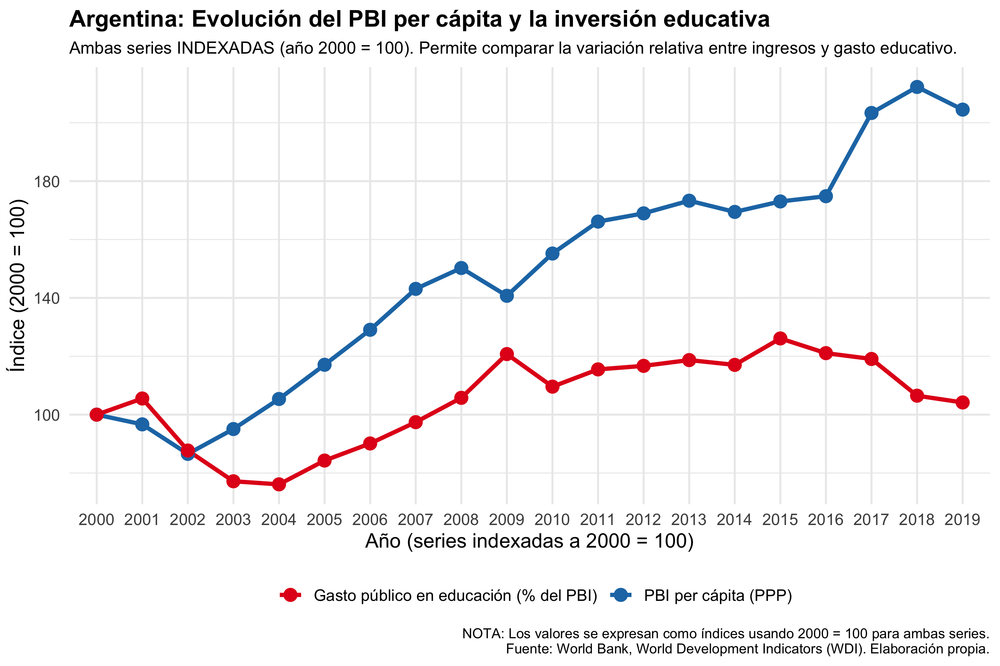 Argentina: Evolución del PBI per cápita y la inversión educativa
Ambas series INDEXADAS (año 2000 = 100). Permite comparar la variación relativa entre ingresos y gasto educativo.
Índice (2000 = 100)
180
140
100
2000 2001 2002 2003 2004 2005 2006 2007 2008 2009 2010 2011 2012 2013 2014 2015 2016 2017 2018 2019
Año (series indexadas a 2000 = 100)
Gasto público en educación (% del PBI) PBI per cápita (PPP)
NOTA: Los valores se expresan como índices usando 2000 = 100 para ambas series.
Fuente: World Bank, World Development Indicators (WDI). Elaboración propia.